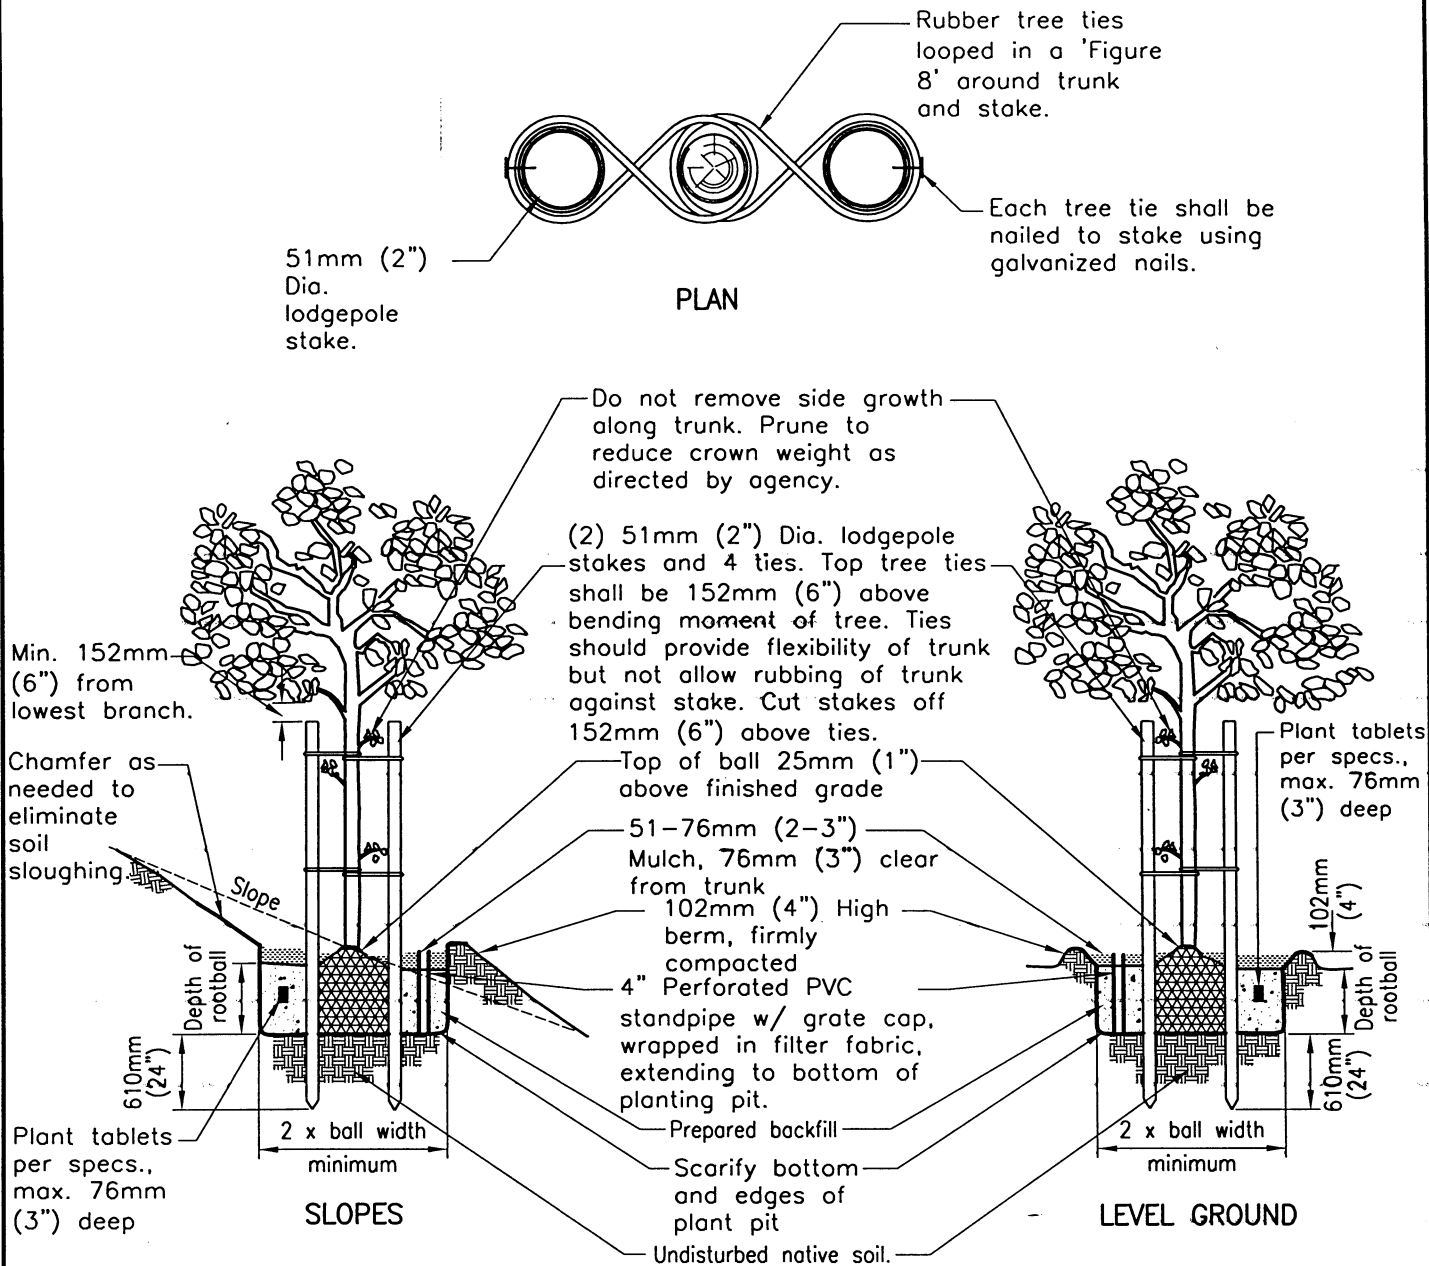 Rubber tree ties
looped in a 'Figure
8' around trunk
and stake.
Each tree tie shall be
nailed to stake using
galvanized nails.
51mm (2")
Dia.
lodgepole
stake.
PLAN
Do not remove side growth
along trunk. Prune to
reduce crown weight as
directed by agency.
(2) 51mm (2") Dia. lodgepole
stakes and 4 ties. Top tree ties
shall be 152mm (6") above
bending moment of tree. Ties
should provide flexibility of trunk
but not allow rubbing of trunk
against stake. Cut stakes off
152mm (6") above ties.
Min. 152mm
(6") from
lowest branch.
Chamfer as
needed to
eliminate
soil
sloughing.
Slope
Top of ball 25mm (1")
above finished grade
51-76mm (2-3")
Mulch, 76mm (3") clear
from trunk
102mm (4") High
berm, firmly
compacted
4" Perforated PVC
standpipe w/ grate cap,
wrapped in filter fabric,
extending to bottom of
planting pit.
Prepared backfill
Scarify bottom
and edges of
plant pit
Undisturbed native soil.
Depth of
rootball
610mm
(24")
Plant tablets
per specs.,
max. 76mm
(3") deep
2 x ball width
minimum
SLOPES
Plant tablets
per specs.,
max. 76mm
(3") deep
102mm
(4")
Depth of
rootball
610mm
(24")
2 x ball width
minimum
LEVEL GROUND